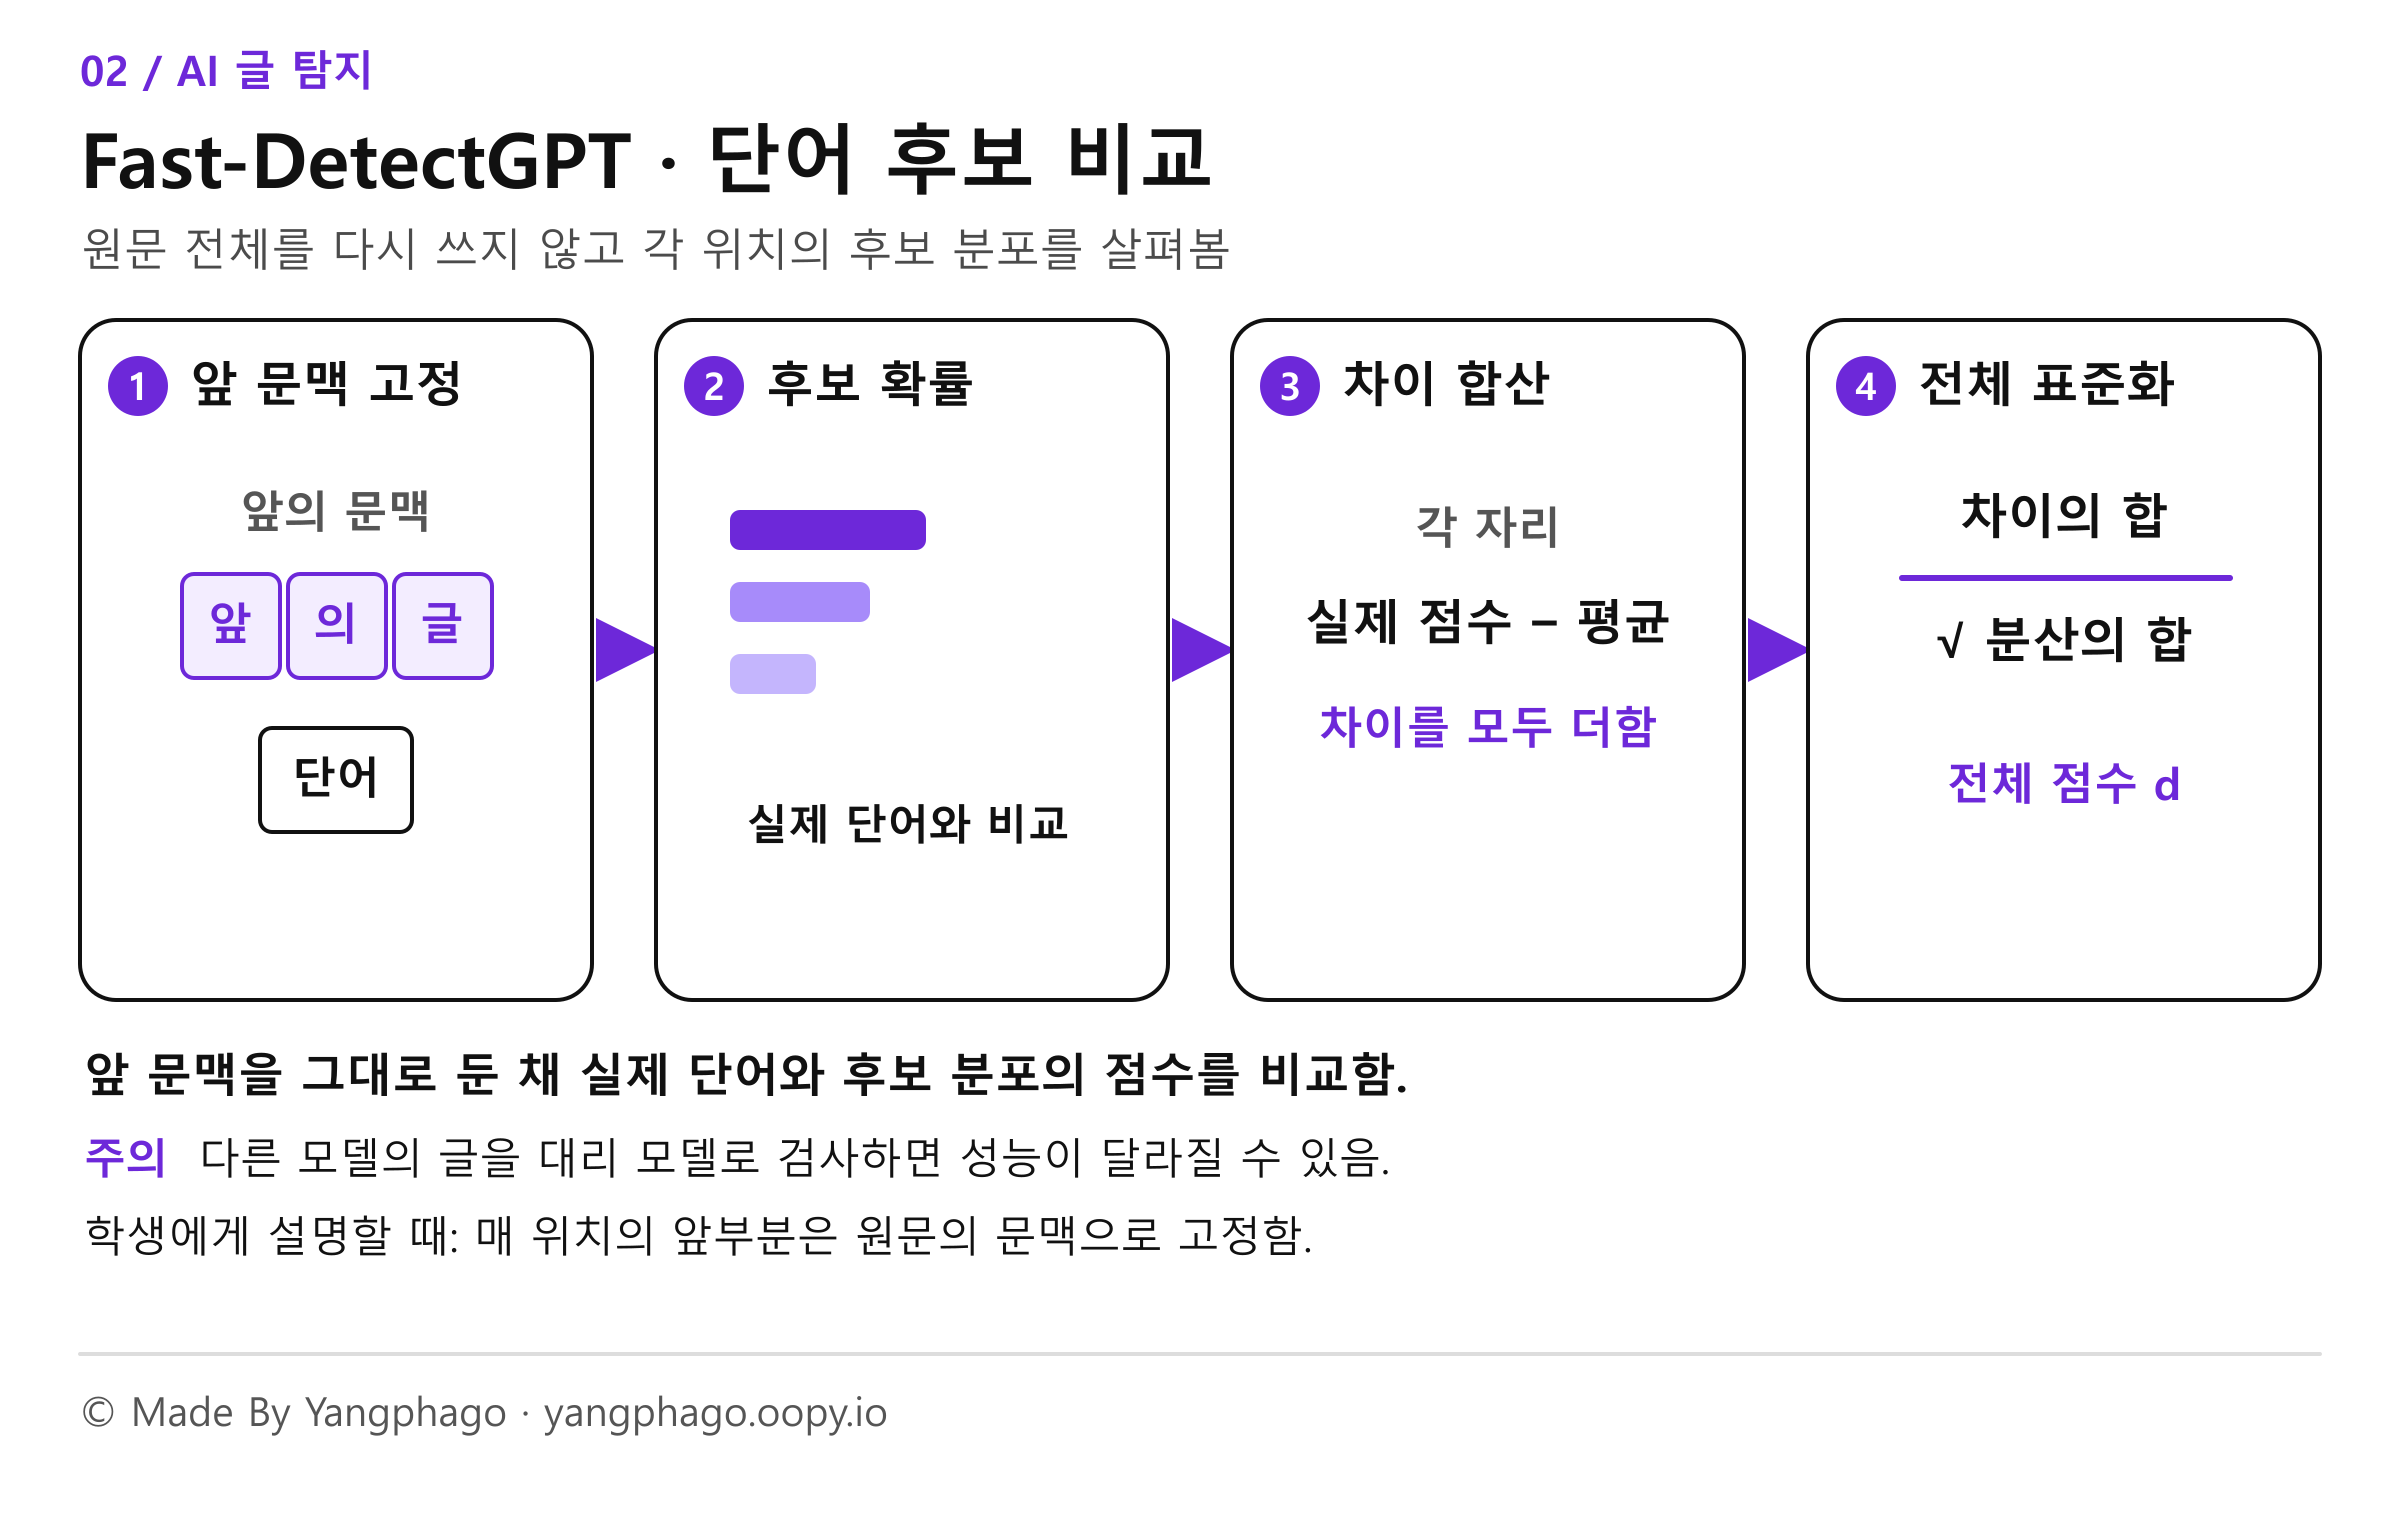 02 / AI 글 탐지
Fast-DetectGPT · 단어 후보 비교
원문 전체를 다시 쓰지 않고 각 위치의 후보 분포를 살펴봄
1 앞 문맥 고정
앞의 문맥
앞 의 글
단어
2 후보 확률
실제 단어와 비교
3 차이 합산
각 자리
실제 점수 – 평균
차이를 모두 더함
4 전체 표준화
차이의 합
√ 분산의 합
전체 점수 d
앞 문맥을 그대로 둔 채 실제 단어와 후보 분포의 점수를 비교함.
주의 다른 모델의 글을 대리 모델로 검사하면 성능이 달라질 수 있음.
학생에게 설명할 때: 매 위치의 앞부분은 원문의 문맥으로 고정함.
© Made By Yangphago · yangphago.oopy.io